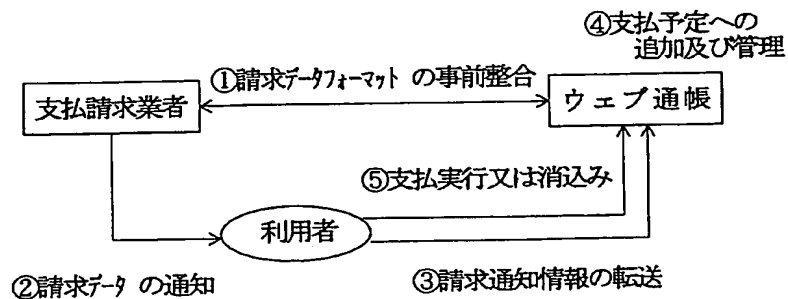 ④支払予定への
追加及び管理
①請求データフォーマット の事前整合
支払請求業者
ウェブ通帳
⑤支払実行又は消込み
利用者
②請求データ の通知
③請求通知情報の転送